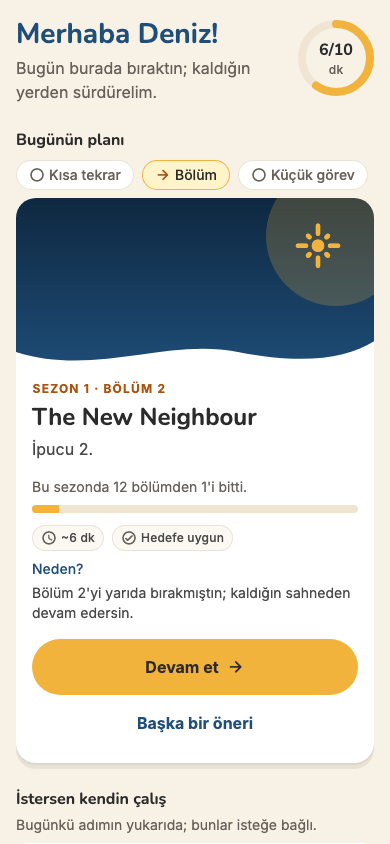 Merhaba Deniz!
Bugün burada bıraktın; kaldığın
yerden sürdürelim.
6/10
dk
Bugünün planı
Kısa tekrar
Bölüm
Küçük görev
SEZON 1 · BÖLÜM 2
The New Neighbour
İpucu 2.
Bu sezonda 12 bölümden 1'i bitti.
~6 dk
Hedefe uygun
Neden?
Bölüm 2'yi yarıda bırakmıştın; kaldığın sahneden
devam edersin.
Devam et →
Başka bir öneri
İstersen kendin çalış
Bugünkü adımın yukarıda; bunlar isteğe bağlı.